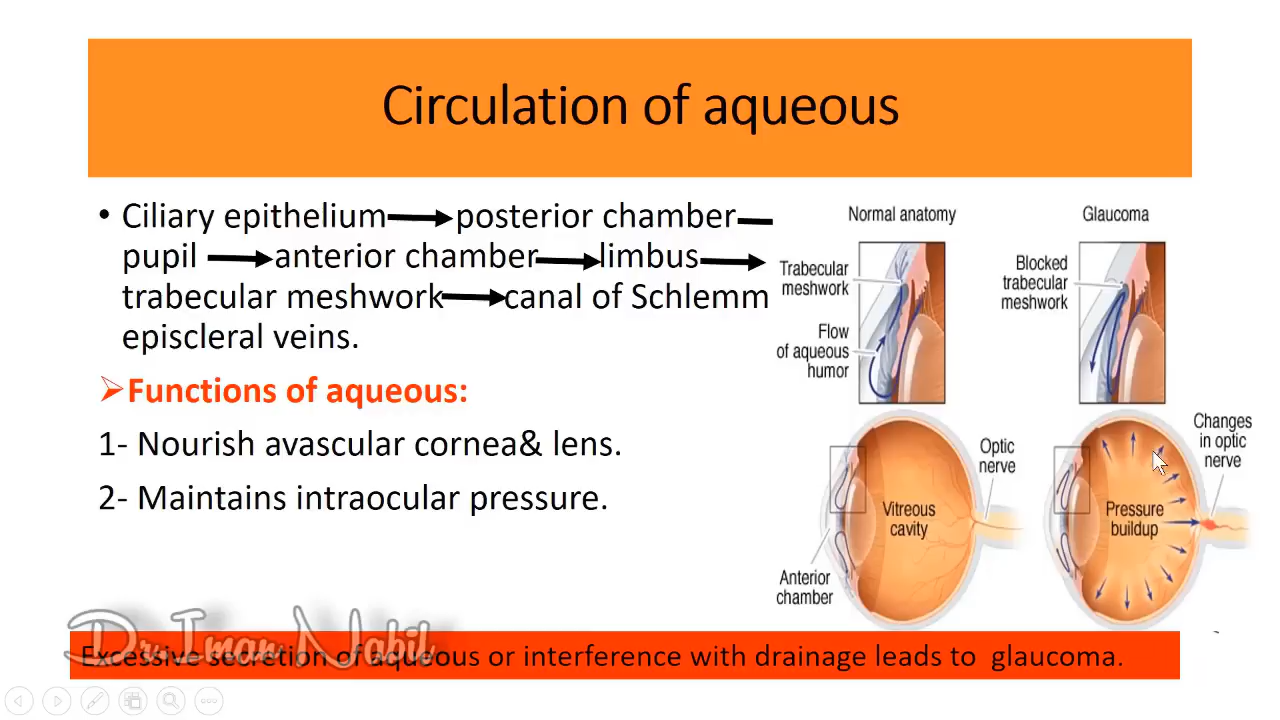 Circulation of aqueous
• Ciliary epithelium → posterior chamber
pupil → anterior chamber → limbus →
trabecular meshwork → canal of Schlemm
episcleral veins.
➢ Functions of aqueous:
1- Nourish avascular cornea& lens.
2- Maintains intraocular pressure.
Normal anatomy
Trabecular
meshwork
Flow
of aqueous
humor
Optic
nerve
Vitreous
cavity
Anterior
chamber
Glaucoma
Blocked
trabecular
meshwork
Changes
in optic
nerve
Pressure
buildup
Dr. Iman Nabil
Excessive secretion of aqueous or interference with drainage leads to glaucoma.